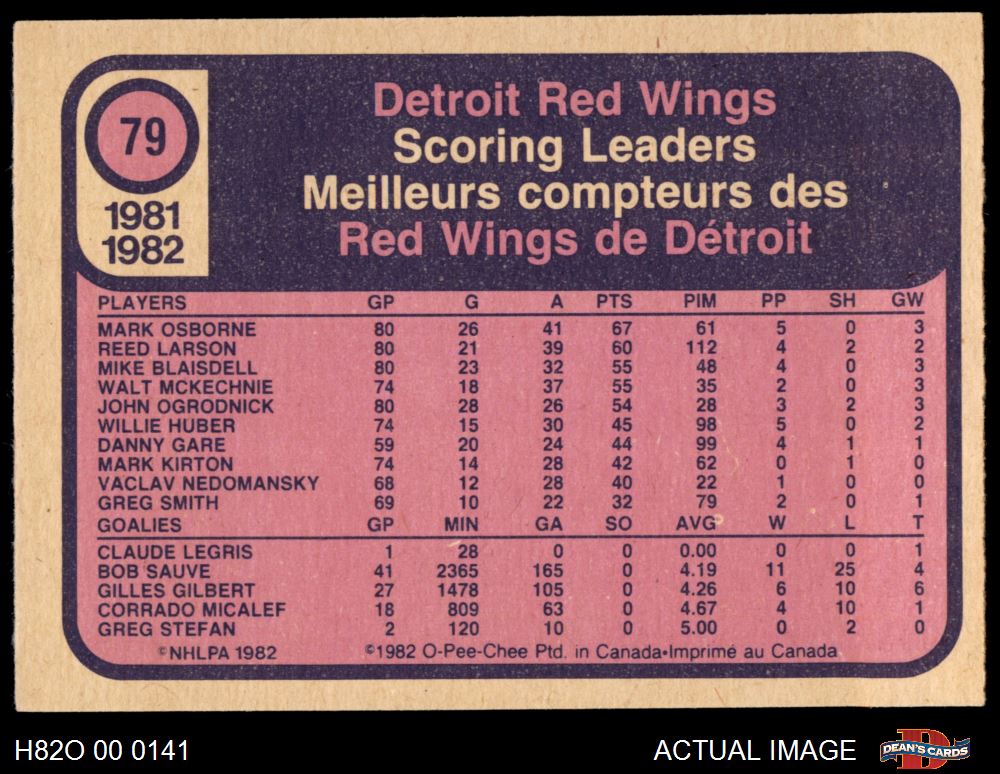 79
1981
1982
Detroit Red Wings
Scoring Leaders
Meilleurs compteurs des
Red Wings de Détroit
PLAYERS GP G A PTS PIM PP SH GW
MARK OSBORNE 80 26 41 67 61 5 0 3
REED LARSON 80 21 39 60 112 4 2 2
MIKE BLAISDELL 80 23 32 55 48 4 0 3
WALT MCKECHNIE 74 18 37 55 35 2 0 3
JOHN OGRODNICK 80 28 26 54 28 3 2 3
WILLIE HUBER 74 15 30 45 98 5 0 2
DANNY GARE 59 20 24 44 99 4 1 1
MARK KIRTON 74 14 28 42 62 0 1 0
VACLAV NEDOMANSKY 68 12 28 40 22 1 0 0
GREG SMITH 69 10 22 32 79 2 0 1
GOALIES GP MIN GA SO AVG W L T
CLAUDE LEGRIS 1 28 0 0 0.00 0 0 1
BOB SAUVE 41 2365 165 0 4.19 11 25 4
GILLES GILBERT 27 1478 105 0 4.26 6 10 6
CORRADO MICALEF 18 809 63 0 4.67 4 10 1
GREG STEFAN 2 120 10 0 5.00 0 2 0
©NHLPA 1982 ©1982 O-Pee-Chee Ptd. in Canada•Imprimé au Canada
H82O 00 0141 ACTUAL IMAGE DEAN'S CARDS